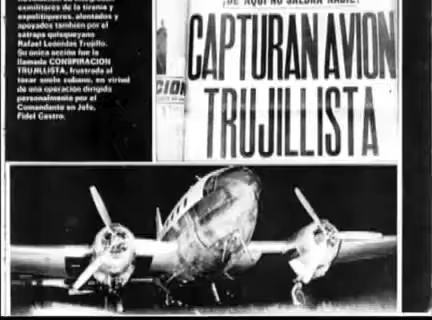 exmilitares de la tiranía y
expolitiqueros, alentados y
apoyados también por el
sátrapa quisqueyano
Rafael Leónidas Trujillo.
Su única acción fue la
llamada CONSPIRACION
TRUJILLISTA, frustrada al
tocar suelo cubano, en virtud
de una operación dirigida
personalmente por el
Comandante en Jefe,
Fidel Castro.
¡DE AQUI NO SALDRA NADIE!
CAPTURAN AVION
TRUJILLISTA
CION